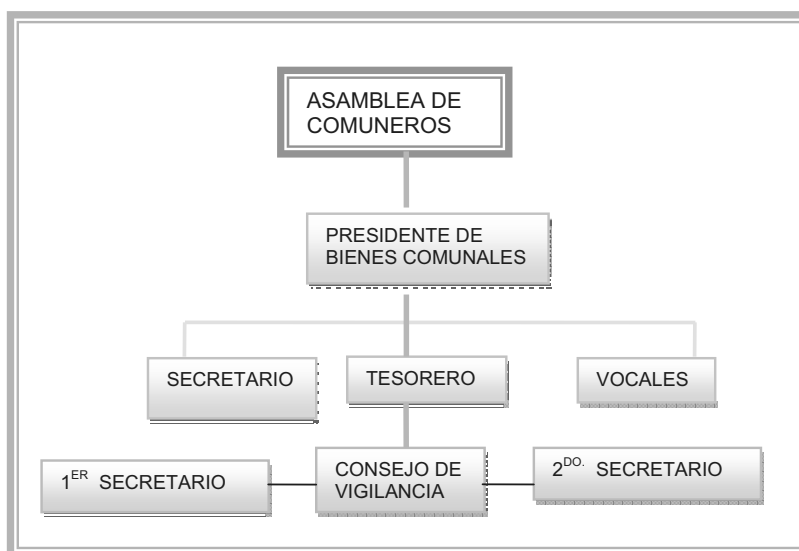 ASAMBLEA DE
COMUNEROS
PRESIDENTE DE
BIENES COMUNALES
SECRETARIO
TESORERO
VOCALES
1ER SECRETARIO
CONSEJO DE
VIGILANCIA
2DO. SECRETARIO